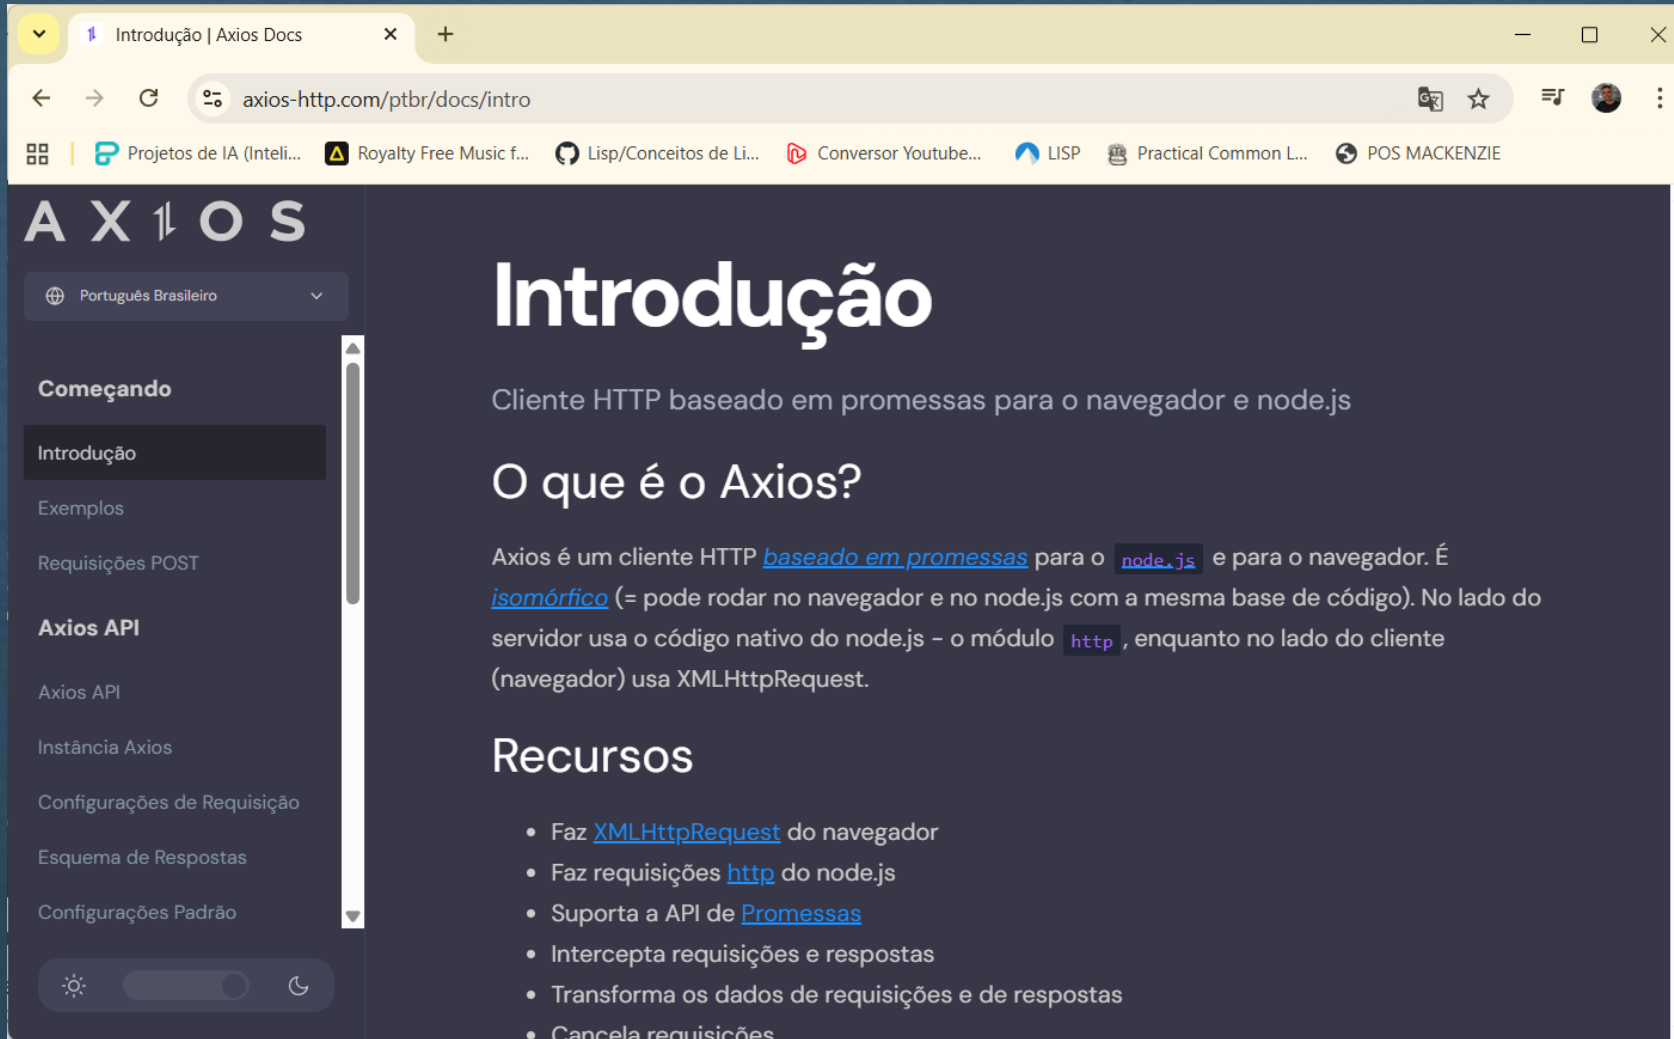 Introdução | Axios Docs
axios-http.com/ptbr/docs/intro
Projetos de IA (Inteli...
Royalty Free Music f...
Lisp/Conceitos de Li...
Conversor Youtube...
LISP
Practical Common L...
POS MACKENZIE
AXIOS
Português Brasileiro
Começando
Introdução
Exemplos
Requisições POST
Axios API
Axios API
Instância Axios
Configurações de Requisição
Esquema de Respostas
Configurações Padrão
Introdução
Cliente HTTP baseado em promessas para o navegador e node.js
O que é o Axios?
Axios é um cliente HTTP baseado em promessas para o node.js e para o navegador. É
isomórfico (= pode rodar no navegador e no node.js com a mesma base de código). No lado do
servidor usa o código nativo do node.js - o módulo http, enquanto no lado do cliente
(navegador) usa XMLHttpRequest.
Recursos
• Faz XMLHttpRequest do navegador
• Faz requisições http do node.js
• Suporta a API de Promessas
• Intercepta requisições e respostas
• Transforma os dados de requisições e de respostas
• Cancela requisições